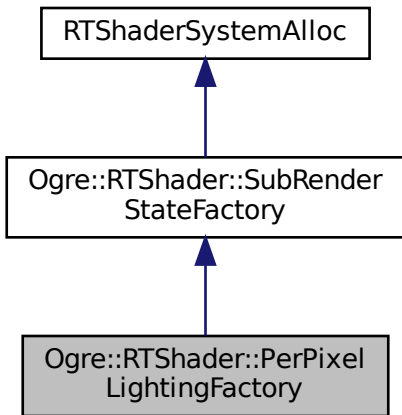 RTShaderSystemAlloc
Ogre::RTShader::SubRender
StateFactory
Ogre::RTShader::PerPixel
LightingFactory